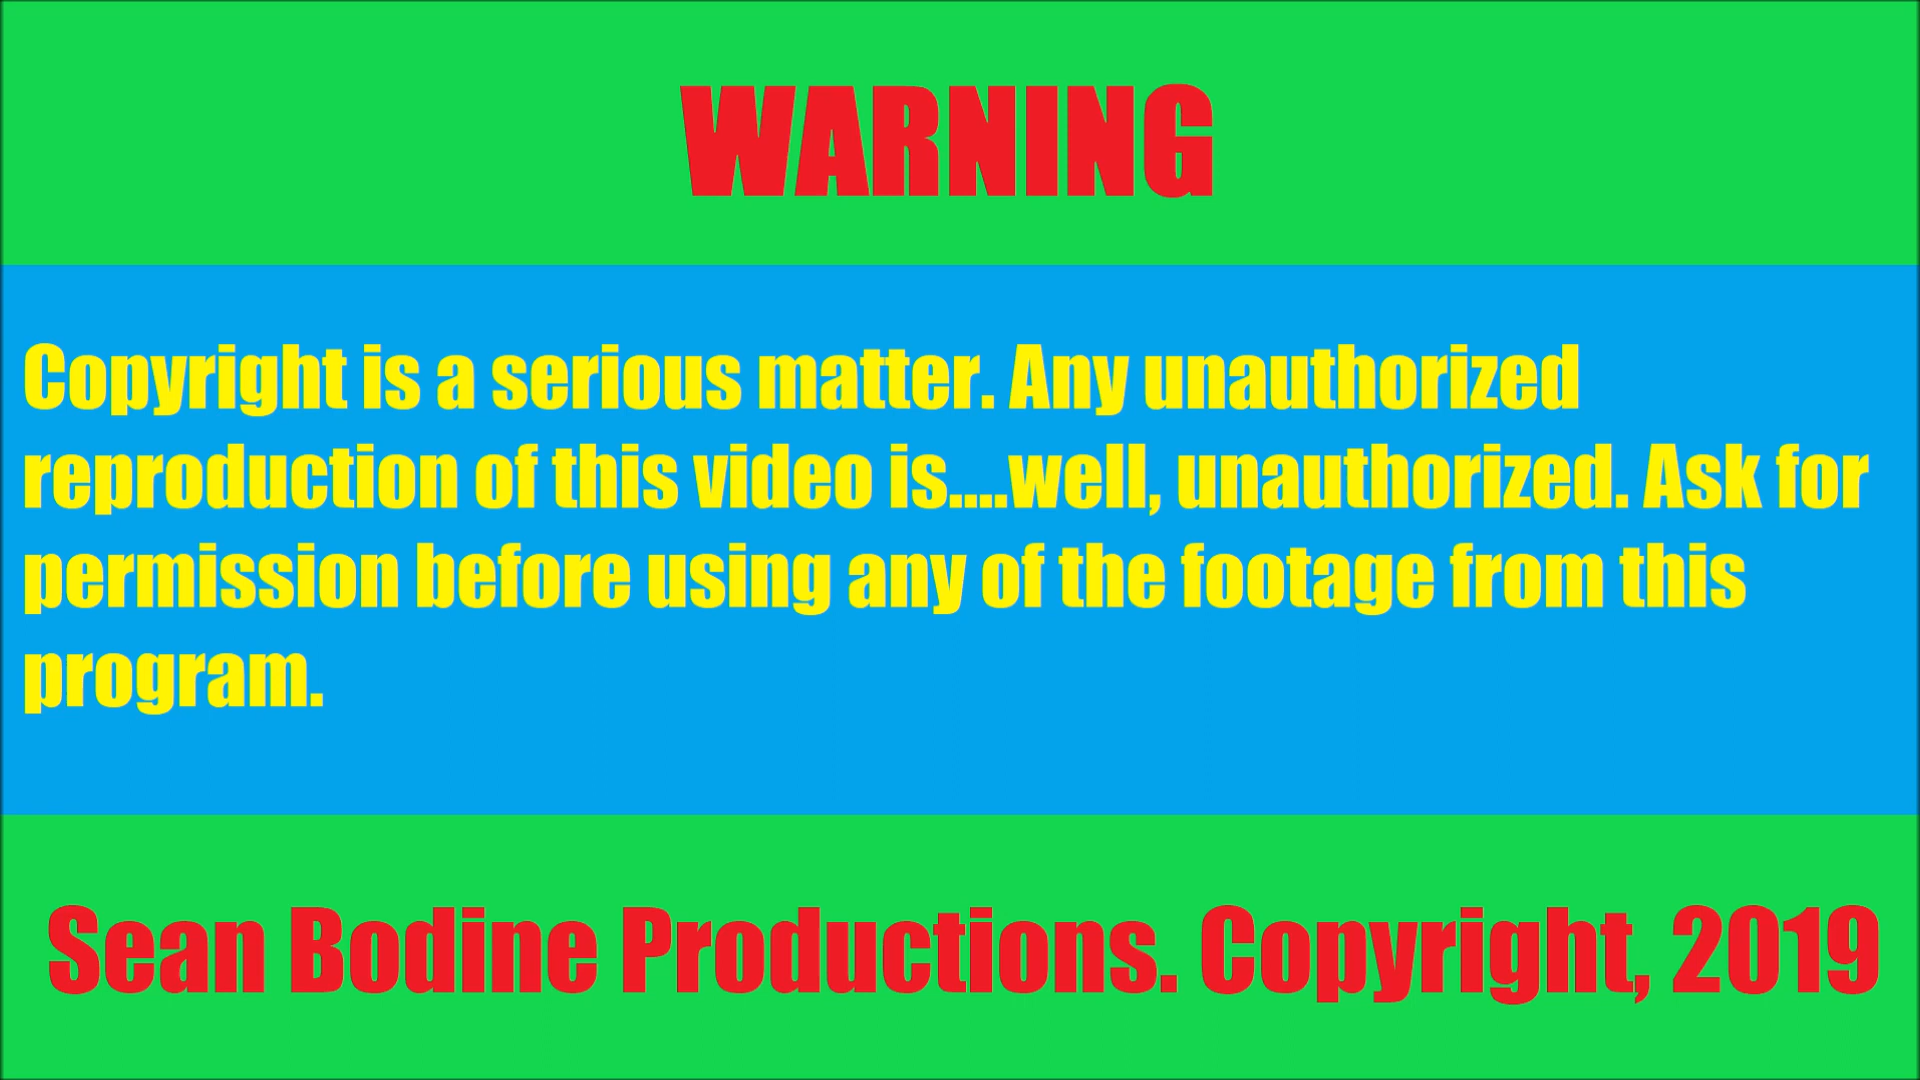 WARNING
Copyright is a serious matter. Any unauthorized
reproduction of this video is....well, unauthorized. Ask for
permission before using any of the footage from this
program.
Sean Bodine Productions. Copyright, 2019